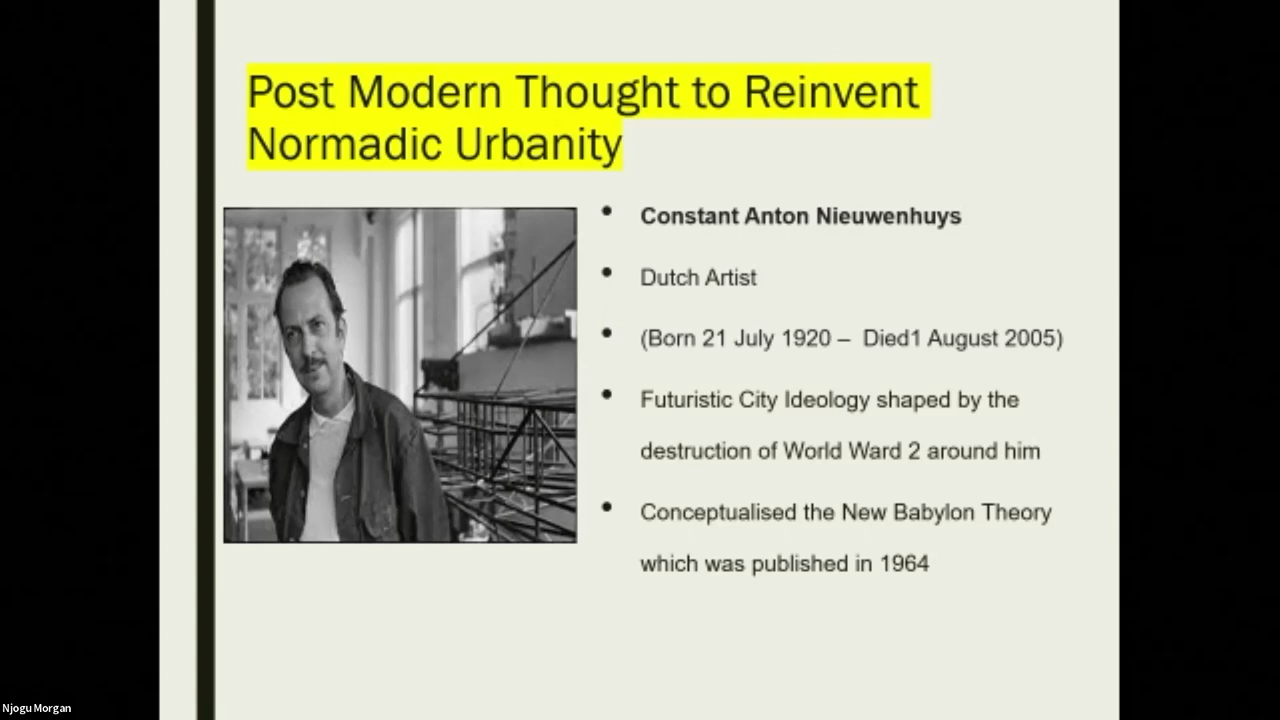 Post Modern Thought to Reinvent
Normadic Urbanity
• Constant Anton Nieuwenhuys
• Dutch Artist
• (Born 21 July 1920 – Died1 August 2005)
• Futuristic City Ideology shaped by the
destruction of World Ward 2 around him
• Conceptualised the New Babylon Theory
which was published in 1964
Njogu Morgan